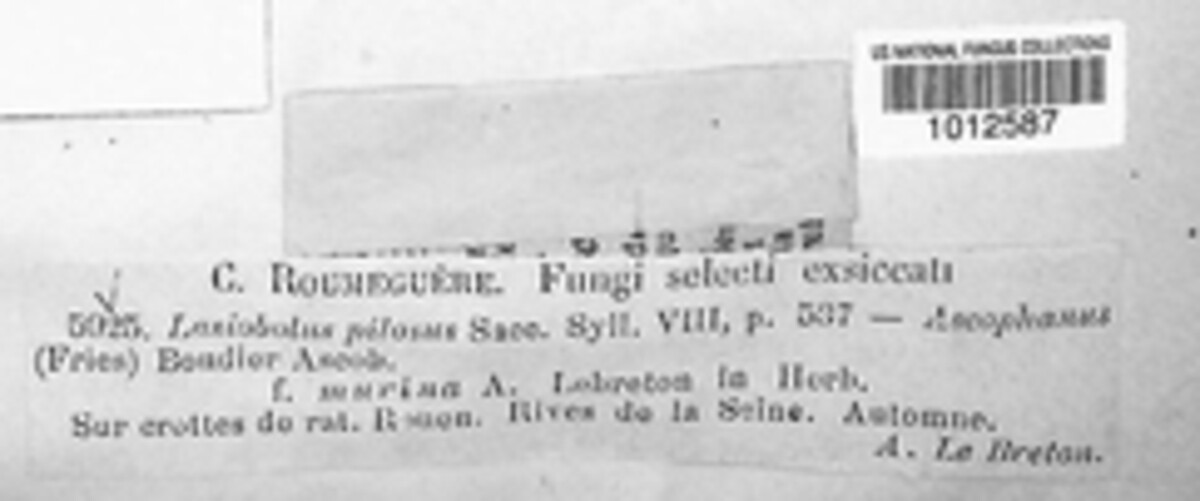 US NATIONAL FUNGUS COLLECTIONS
1012587
C. ROUMEGUÈRE. Fungi selecti exsiccati
5025. Lasiobolus pilosus Sacc. Syll. VIII, p. 537 — Ascophanus
(Fries) Boudier Ascob.
f. murina A. Lebreton in Herb.
Sur crottes de rat. Rouen. Rives de la Seine. Automne.
A. Le Breton.